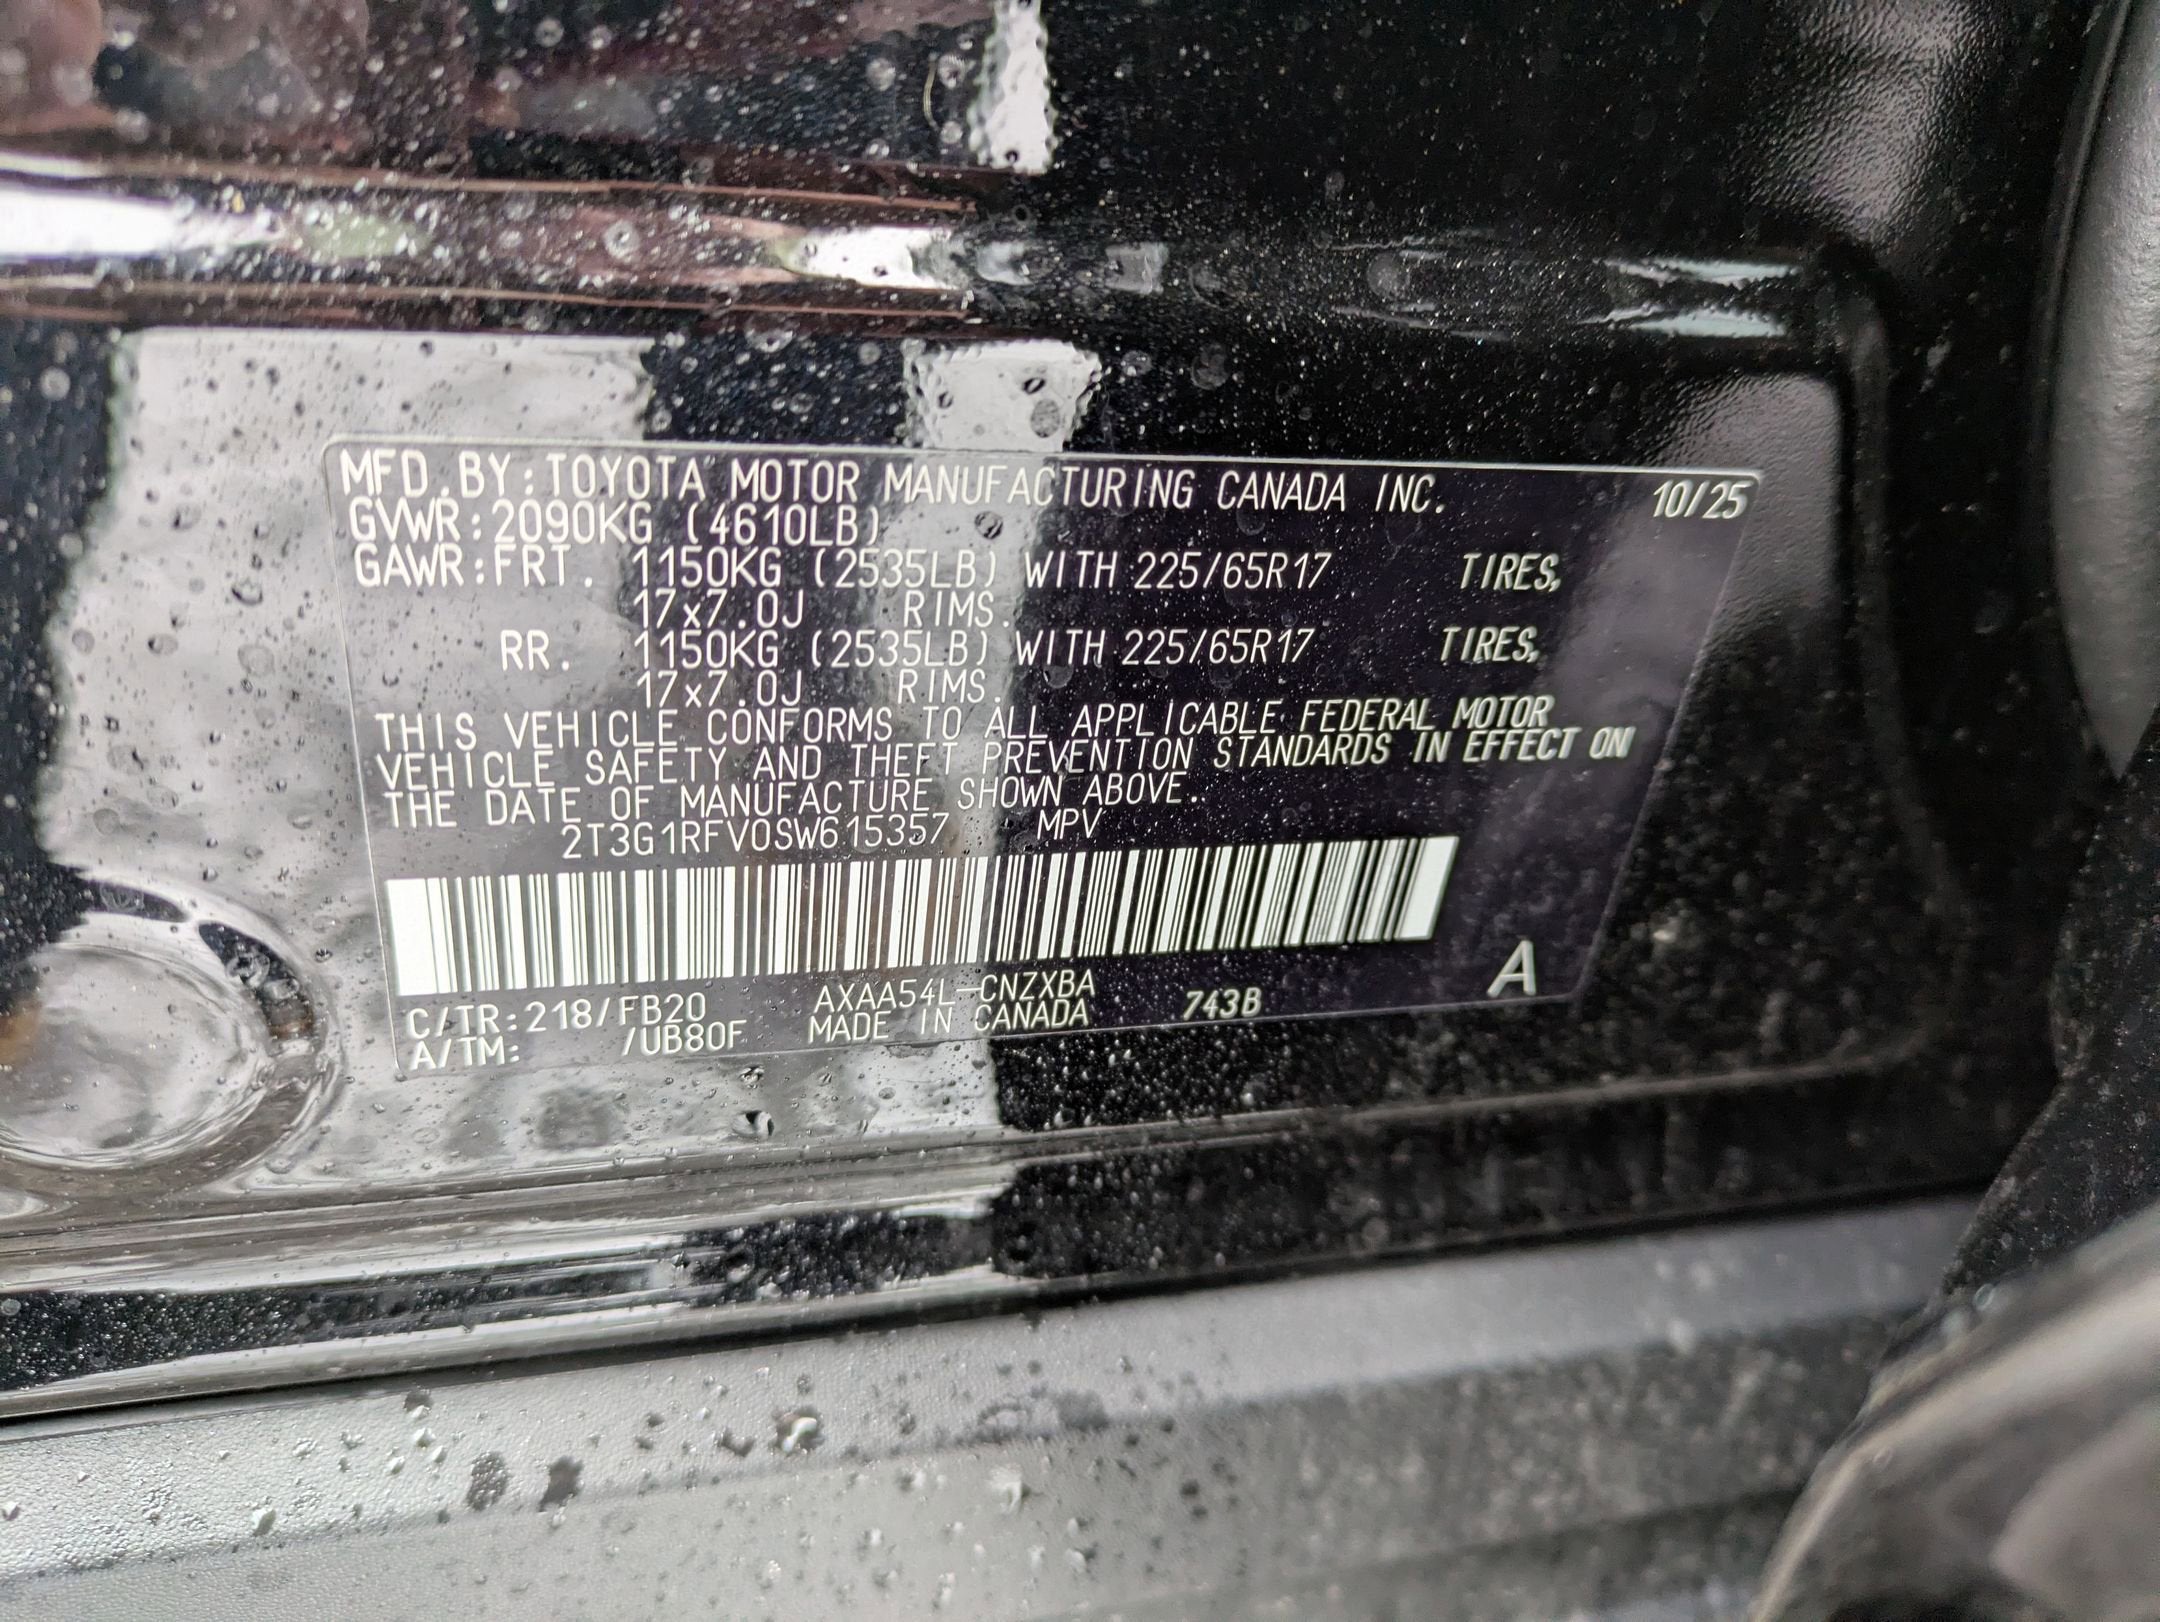 MFD.BY:TOYOTA MOTOR MANUFACTURING CANADA INC. 10/25
GVWR:2090KG (4610LB)
GAWR:FRT. 1150KG (2535LB) WITH 225/65R17 TIRES,
17x7.0J RIMS.
RR. 1150KG (2535LB) WITH 225/65R17 TIRES,
17x7.0J RIMS.
THIS VEHICLE CONFORMS TO ALL APPLICABLE FEDERAL MOTOR
VEHICLE SAFETY AND THEFT PREVENTION STANDARDS IN EFFECT ON
THE DATE OF MANUFACTURE SHOWN ABOVE.
2T3G1RFV0SW615357 MPV
C/TR:218/FB20 AXAA54L-CNZXBA 743B A
A/TM: /UB80F MADE IN CANADA